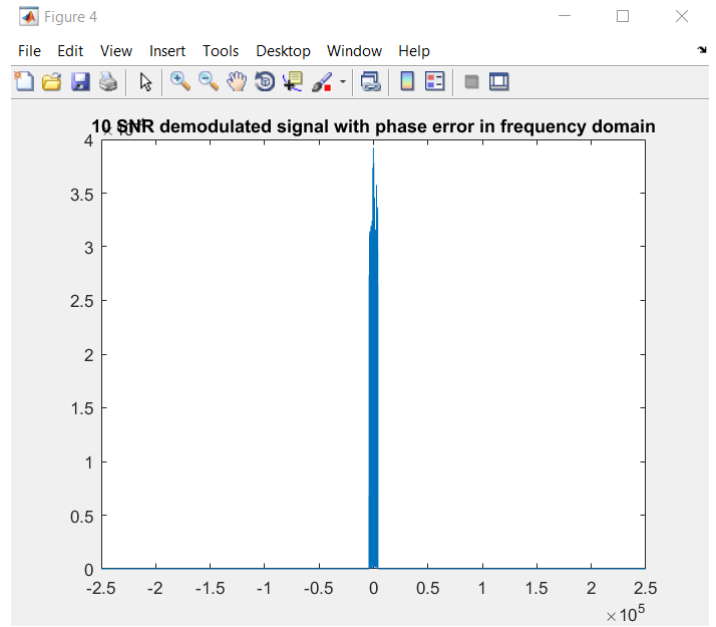 Figure 4
File Edit View Insert Tools Desktop Window Help
10 SNR demodulated signal with phase error in frequency domain
4
3.5
3
2.5
2
1.5
1
0.5
0
-2.5 -2 -1.5 -1 -0.5 0 0.5 1 1.5 2 2.5
×10⁵